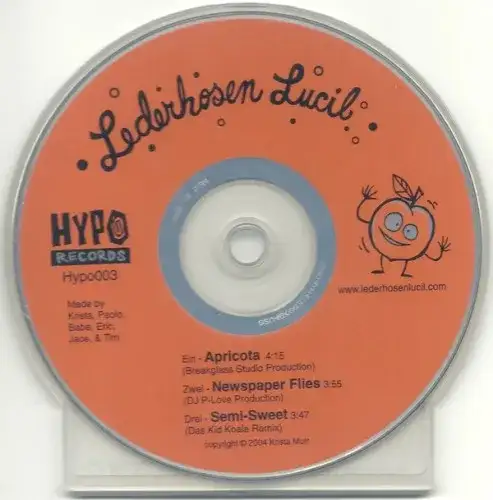 Lederhosen Lucil
HYPO
RECORDS
Hypo003
www.lederhosenlucil.com
Made by
Krista, Paolo,
Babe, Eric,
Jace, & Tim
Ein - Apricota 4:15
(Breakglass Studio Production)
Zwei - Newspaper Flies 3:55
(DJ P-Love Production)
Drei - Semi-Sweet 3:47
(Das Kid Koala Remix)
copyright © 2004 Krista Muir